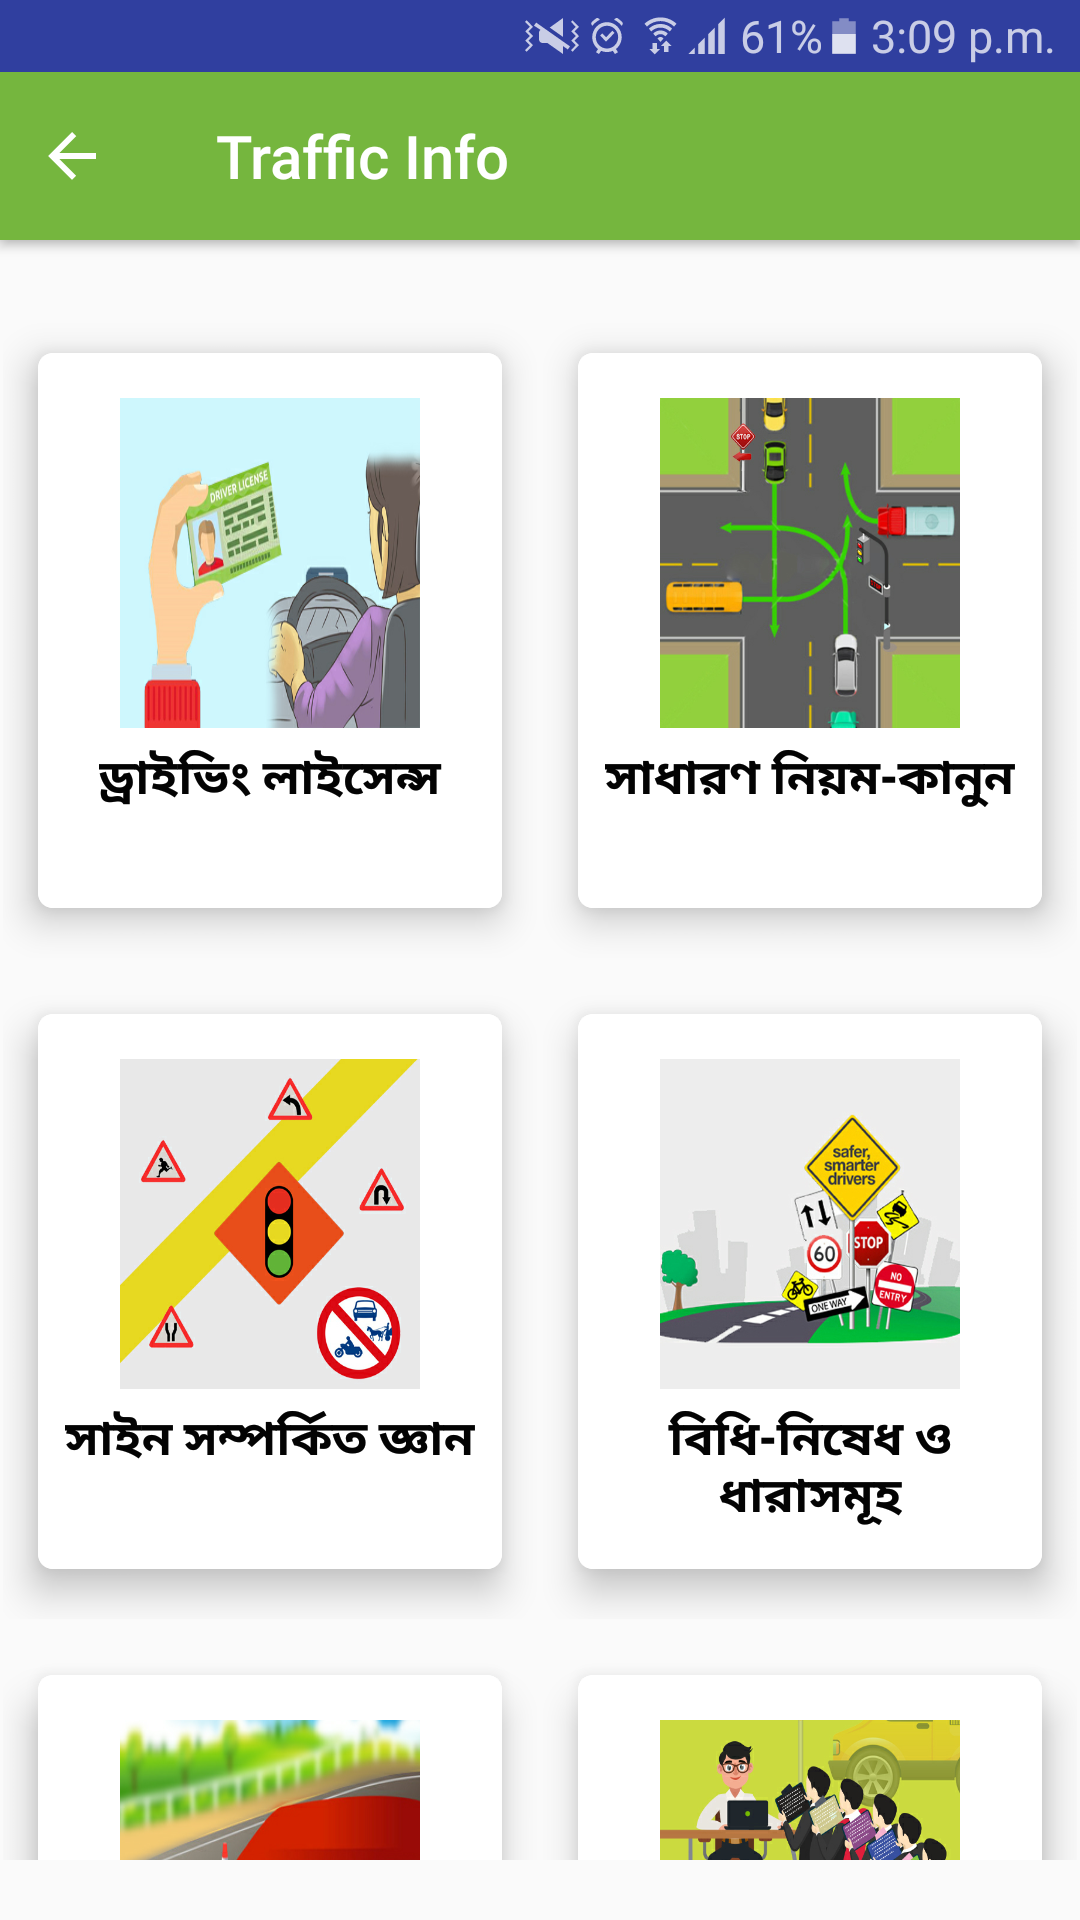 61% 3:09 p.m.
Traffic Info
DRIVER LICENSE
STOP
ড্রাইভিং লাইসেন্স
সাধারণ নিয়ম-কানুন
safer,
smarter
drivers
60
STOP
NO
ENTRY
ONE WAY
সাইন সম্পর্কিত জ্ঞান
বিধি-নিষেধ ও
ধারাসমূহ